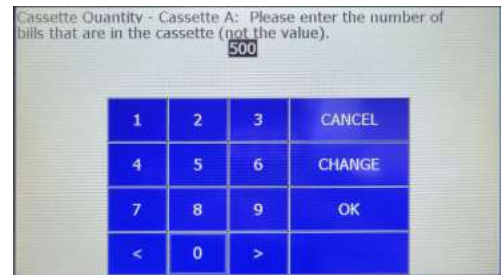 Cassette Quantity - Cassette A: Please enter the number of
bills that are in the cassette (not the value).
500
1 2 3 CANCEL
4 5 6 CHANGE
7 8 9 OK
< 0 >